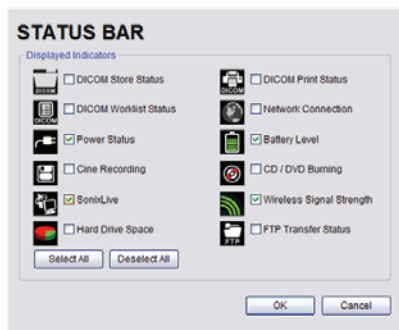 STATUS BAR
Displayed Indicators
DICOM DICOM Store Status
DICOM DICOM Print Status
DICOM DICOM Worklist Status
Network Connection
Power Status
Battery Level
Cine Recording
CD / DVD Burning
SonixLive
Wireless Signal Strength
Hard Drive Space
FTP FTP Transfer Status
Select All Deselect All
OK Cancel